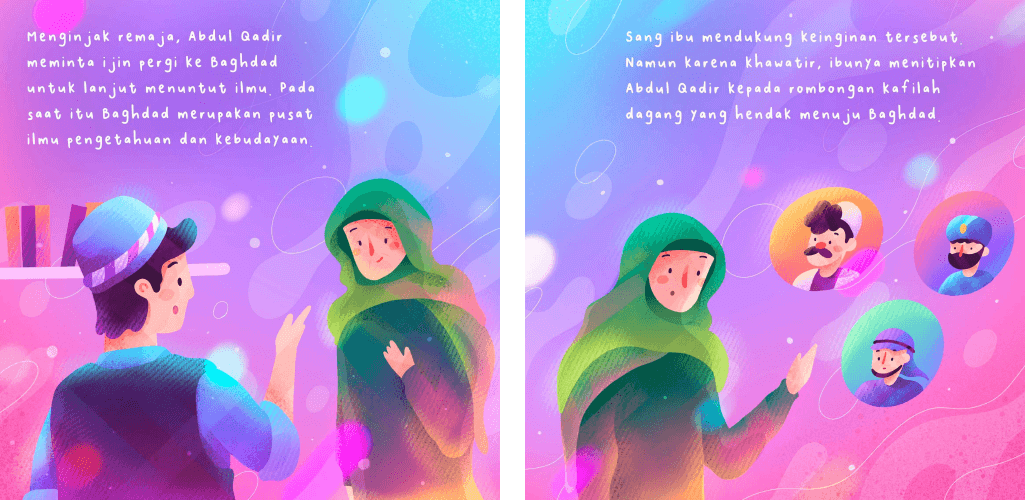 Menginjak remaja, Abdul Qadir
meminta ijin pergi ke Baghdad
untuk lanjut menuntut ilmu. Pada
saat itu Baghdad merupakan pusat
ilmu pengetahuan dan kebudayaan.
Sang ibu mendukung keinginan tersebut.
Namun karena khawatir, ibunya menitipkan
Abdul Qadir kepada rombongan kafilah
dagang yang hendak menuju Baghdad.